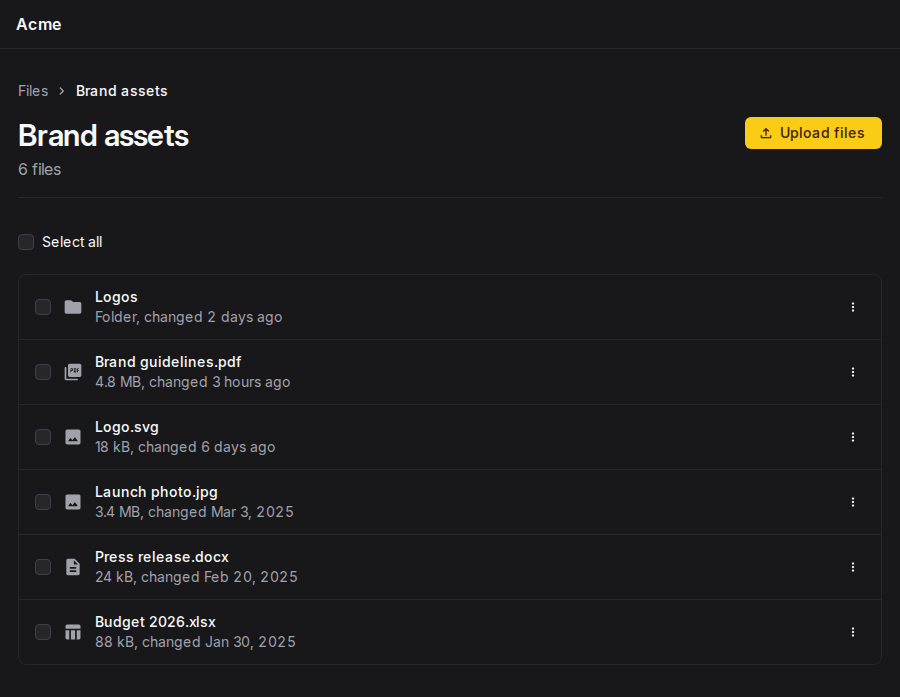 Acme
Files
Brand assets
Brand assets
Upload files
6 files
Select all
Logos
Folder, changed 2 days ago
PDF
Brand guidelines.pdf
4.8 MB, changed 3 hours ago
Logo.svg
18 kB, changed 6 days ago
Launch photo.jpg
3.4 MB, changed Mar 3, 2025
Press release.docx
24 kB, changed Feb 20, 2025
Budget 2026.xlsx
88 kB, changed Jan 30, 2025